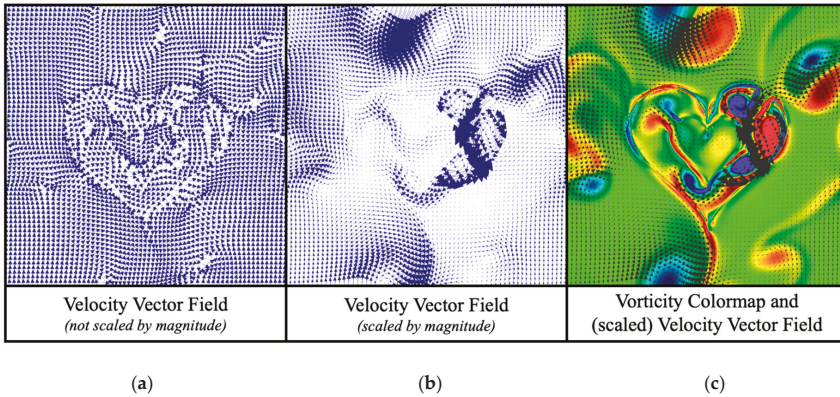 Velocity Vector Field
(not scaled by magnitude)
Velocity Vector Field
(scaled by magnitude)
Vorticity Colormap and
(scaled) Velocity Vector Field
(a)
(b)
(c)